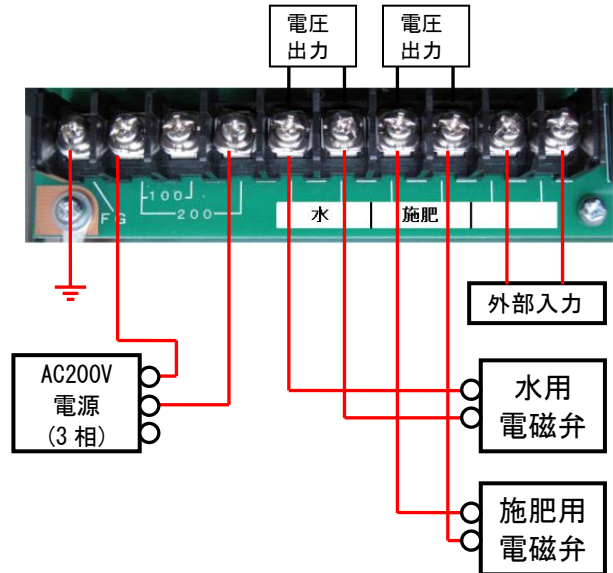 電圧
出力
電圧
出力
FG
100
200
水
施肥
外部入力
AC200V
電源
(3相)
水用
電磁弁
施肥用
電磁弁